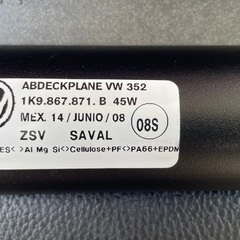 ABDECKPLANE VW 352
1K9.867.871. B 45W
MEX. 14 / JUNIO / 08
08S
ZSV SAVAL
ES<>Al Mg Si<>Cellulose+PF<>PA66+EPDM